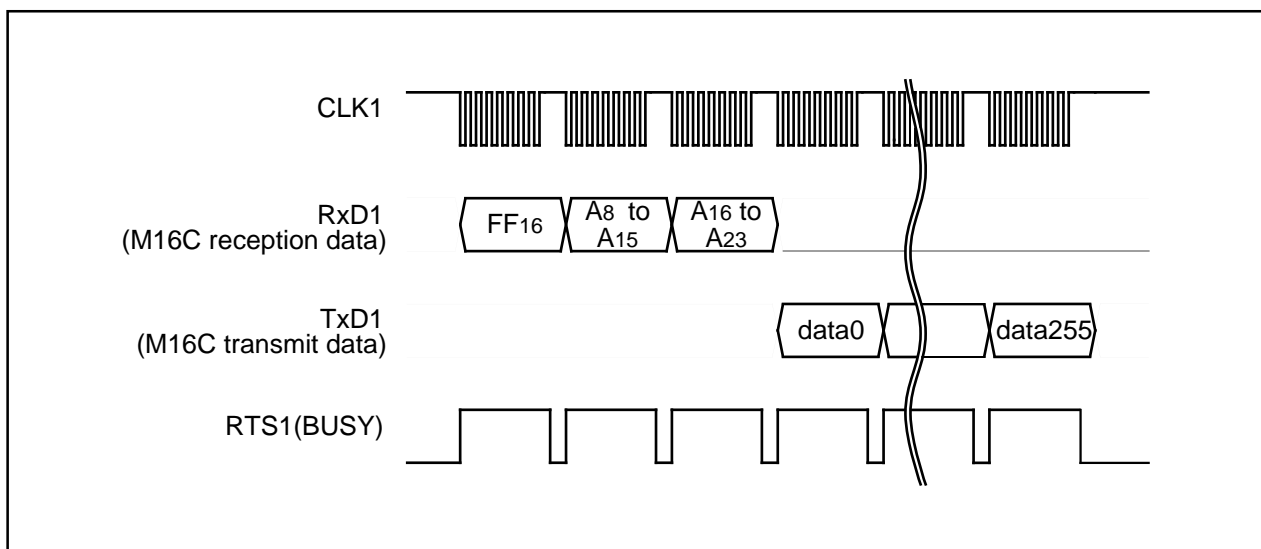 CLK1
RxD1
(M16C reception data)
FF16
A8 to
A15
A16 to
A23
TxD1
(M16C transmit data)
data0
data255
RTS1(BUSY)